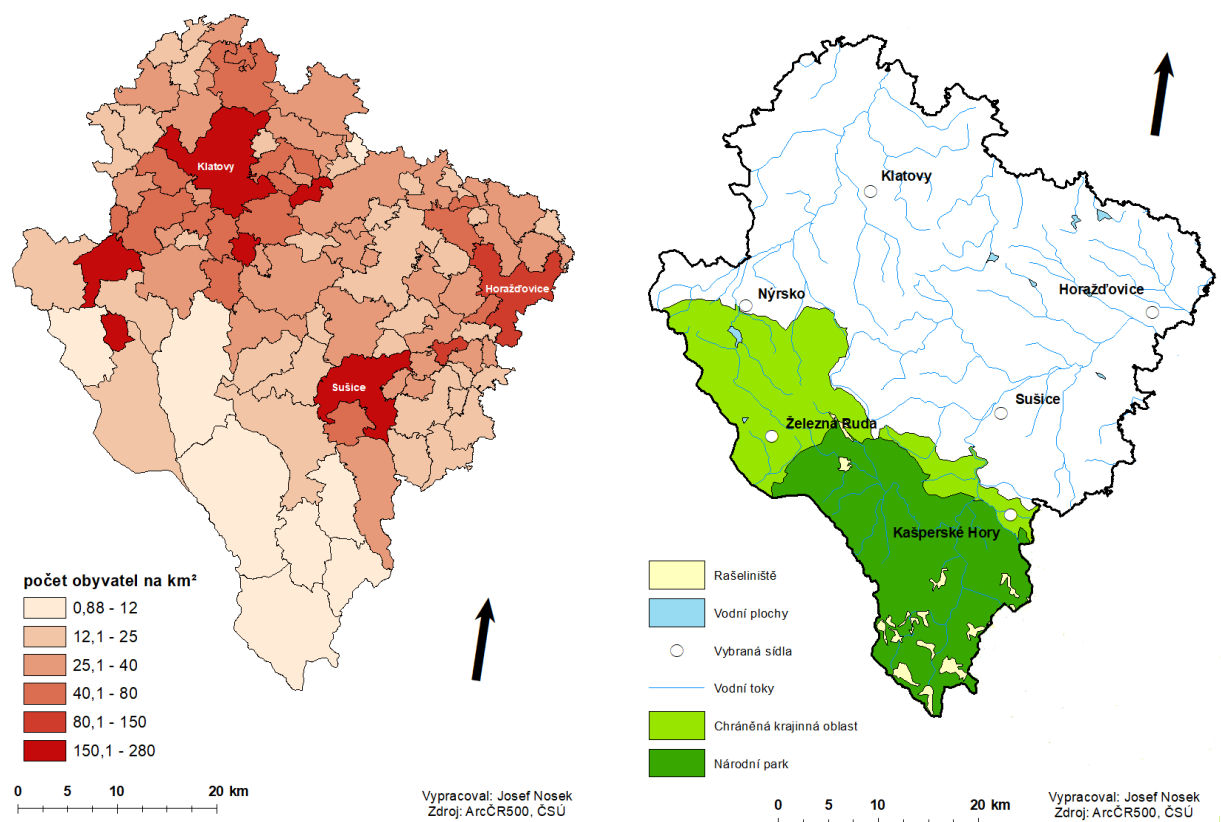 Klatovy
Horažďovice
Sušice
počet obyvatel na km²
0,88 - 12
12,1 - 25
25,1 - 40
40,1 - 80
80,1 - 150
150,1 - 280
0 5 10 20 km
Vypracoval: Josef Nosek
Zdroj: ArcČR500, ČSÚ
Klatovy
Nýrsko
Horažďovice
Sušice
Železná Ruda
Kašperské Hory
Rašeliniště
Vodní plochy
Vybraná sídla
Vodní toky
Chráněná krajinná oblast
Národní park
0 5 10 20 km
Vypracoval: Josef Nosek
Zdroj: ArcČR500, ČSÚ